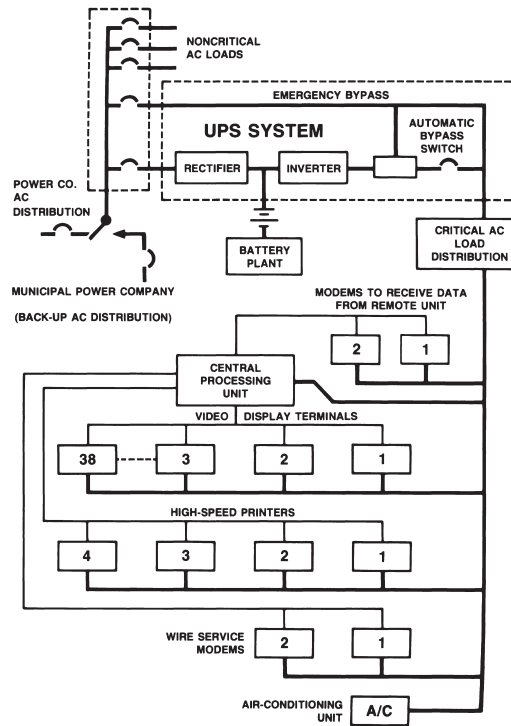 NONCRITICAL
AC LOADS
EMERGENCY BYPASS
UPS SYSTEM
AUTOMATIC
BYPASS
SWITCH
RECTIFIER
INVERTER
POWER CO.
AC
DISTRIBUTION
BATTERY
PLANT
CRITICAL AC
LOAD
DISTRIBUTION
MUNICIPAL POWER COMPANY
(BACK-UP AC DISTRIBUTION)
MODEMS TO RECEIVE DATA
FROM REMOTE UNIT
2 1
CENTRAL
PROCESSING
UNIT
VIDEO DISPLAY TERMINALS
38 3 2 1
HIGH-SPEED PRINTERS
4 3 2 1
WIRE SERVICE
MODEMS
2 1
AIR-CONDITIONING
UNIT
A/C